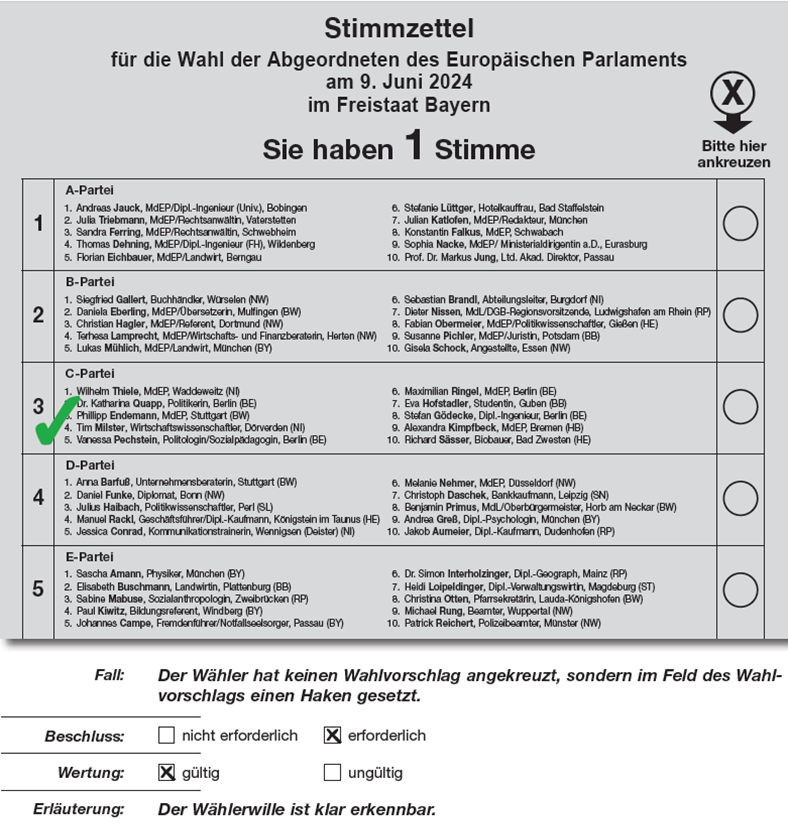 Stimmzettel
für die Wahl der Abgeordneten des Europäischen Parlaments
am 9. Juni 2024
im Freistaat Bayern
X
Sie haben 1 Stimme
Bitte hier
ankreuzen
1
A-Partei
1. Andreas Jauck, MdEP/Dipl.-Ingenieur (Univ.), Bobingen
2. Julia Triebmann, MdEP/Rechtsanwältin, Vaterstetten
3. Sandra Ferring, MdEP/Rechtsanwältin, Schwebheim
4. Thomas Dehning, MdEP/Dipl.-Ingenieur (FH), Wildenberg
5. Florian Eichbauer, MdEP/Landwirt, Berngau
6. Stefanie Lüttger, Hotelkauffrau, Bad Staffelstein
7. Julian Katlofen, MdEP/Redakteur, München
8. Konstantin Falkus, MdEP, Schwabach
9. Sophia Nacke, MdEP/ Ministerialdirigentin a.D., Eurasburg
10. Prof. Dr. Markus Jung, Ltd. Akad. Direktor, Passau
2
B-Partei
1. Siegfried Gallert, Buchhändler, Würselen (NW)
2. Daniela Eberling, MdEP/Übersetzerin, Mulfingen (BW)
3. Christian Hagler, MdEP/Referent, Dortmund (NW)
4. Terhesa Lamprecht, MdEP/Wirtschafts- und Finanzberaterin, Herten (NW)
5. Lukas Mühlich, MdEP/Landwirt, München (BY)
6. Sebastian Brandl, Abteilungsleiter, Burgdorf (NI)
7. Dieter Nissen, MdL/DGB-Regionsvorsitzende, Ludwigshafen am Rhein (RP)
8. Fabian Obermeier, MdEP/Politikwissenschaftler, Gießen (HE)
9. Susanne Pichler, MdEP/Juristin, Potsdam (BB)
10. Gisela Schock, Angestellte, Essen (NW)
3
C-Partei
1. Wilhelm Thiele, MdEP, Waddeweitz (NI)
Dr. Katharina Quapp, Politikerin, Berlin (BE)
Phillipp Endemann, MdEP, Stuttgart (BW)
4. Tim Milster, Wirtschaftswissenschaftler, Dörverden (NI)
5. Vanessa Pechstein, Politologin/Sozialpädagogin, Berlin (BE)
6. Maximilian Ringel, MdEP, Berlin (BE)
7. Eva Hofstadler, Studentin, Guben (BB)
8. Stefan Gödecke, Dipl.-Ingenieur, Berlin (BE)
9. Alexandra Kimpfbeck, MdEP, Bremen (HB)
10. Richard Sässer, Biobauer, Bad Zwesten (HE)
4
D-Partei
1. Anna Barfuß, Unternehmensberaterin, Stuttgart (BW)
2. Daniel Funke, Diplomat, Bonn (NW)
3. Julius Haibach, Politikwissenschaftler, Perl (SL)
4. Manuel Rackl, Geschäftsführer/Dipl.-Kaufmann, Königstein im Taunus (HE)
5. Jessica Conrad, Kommunikationstrainerin, Wennigsen (Deister) (NI)
6. Melanie Nehmer, MdEP, Düsseldorf (NW)
7. Christoph Daschek, Bankkaufmann, Leipzig (SN)
8. Benjamin Primus, MdL/Oberbürgermeister, Horb am Neckar (BW)
9. Andrea Greß, Dipl.-Psychologin, München (BY)
10. Jakob Aumeier, Dipl.-Kaufmann, Dudenhofen (RP)
5
E-Partei
1. Sascha Amann, Physiker, München (BY)
2. Elisabeth Buschmann, Landwirtin, Plattenburg (BB)
3. Sabine Mabuse, Sozialanthropologin, Zweibrücken (RP)
4. Paul Kiwitz, Bildungsreferent, Windberg (BY)
5. Johannes Campe, Fremdenführer/Notfallseelsorger, Passau (BY)
6. Dr. Simon Interholzinger, Dipl.-Geograph, Mainz (RP)
7. Heidi Loipeldinger, Dipl.-Verwaltungswirtin, Magdeburg (ST)
8. Christina Otten, Pfarrsekretärin, Lauda-Königshofen (BW)
9. Michael Rung, Beamter, Wuppertal (NW)
10. Patrick Reichert, Polizeibeamter, Münster (NW)
Fall: Der Wähler hat keinen Wahlvorschlag angekreuzt, sondern im Feld des Wahl-
vorschlags einen Haken gesetzt.
Beschluss: nicht erforderlich X erforderlich
Wertung: X gültig ungültig
Erläuterung: Der Wählerwille ist klar erkennbar.